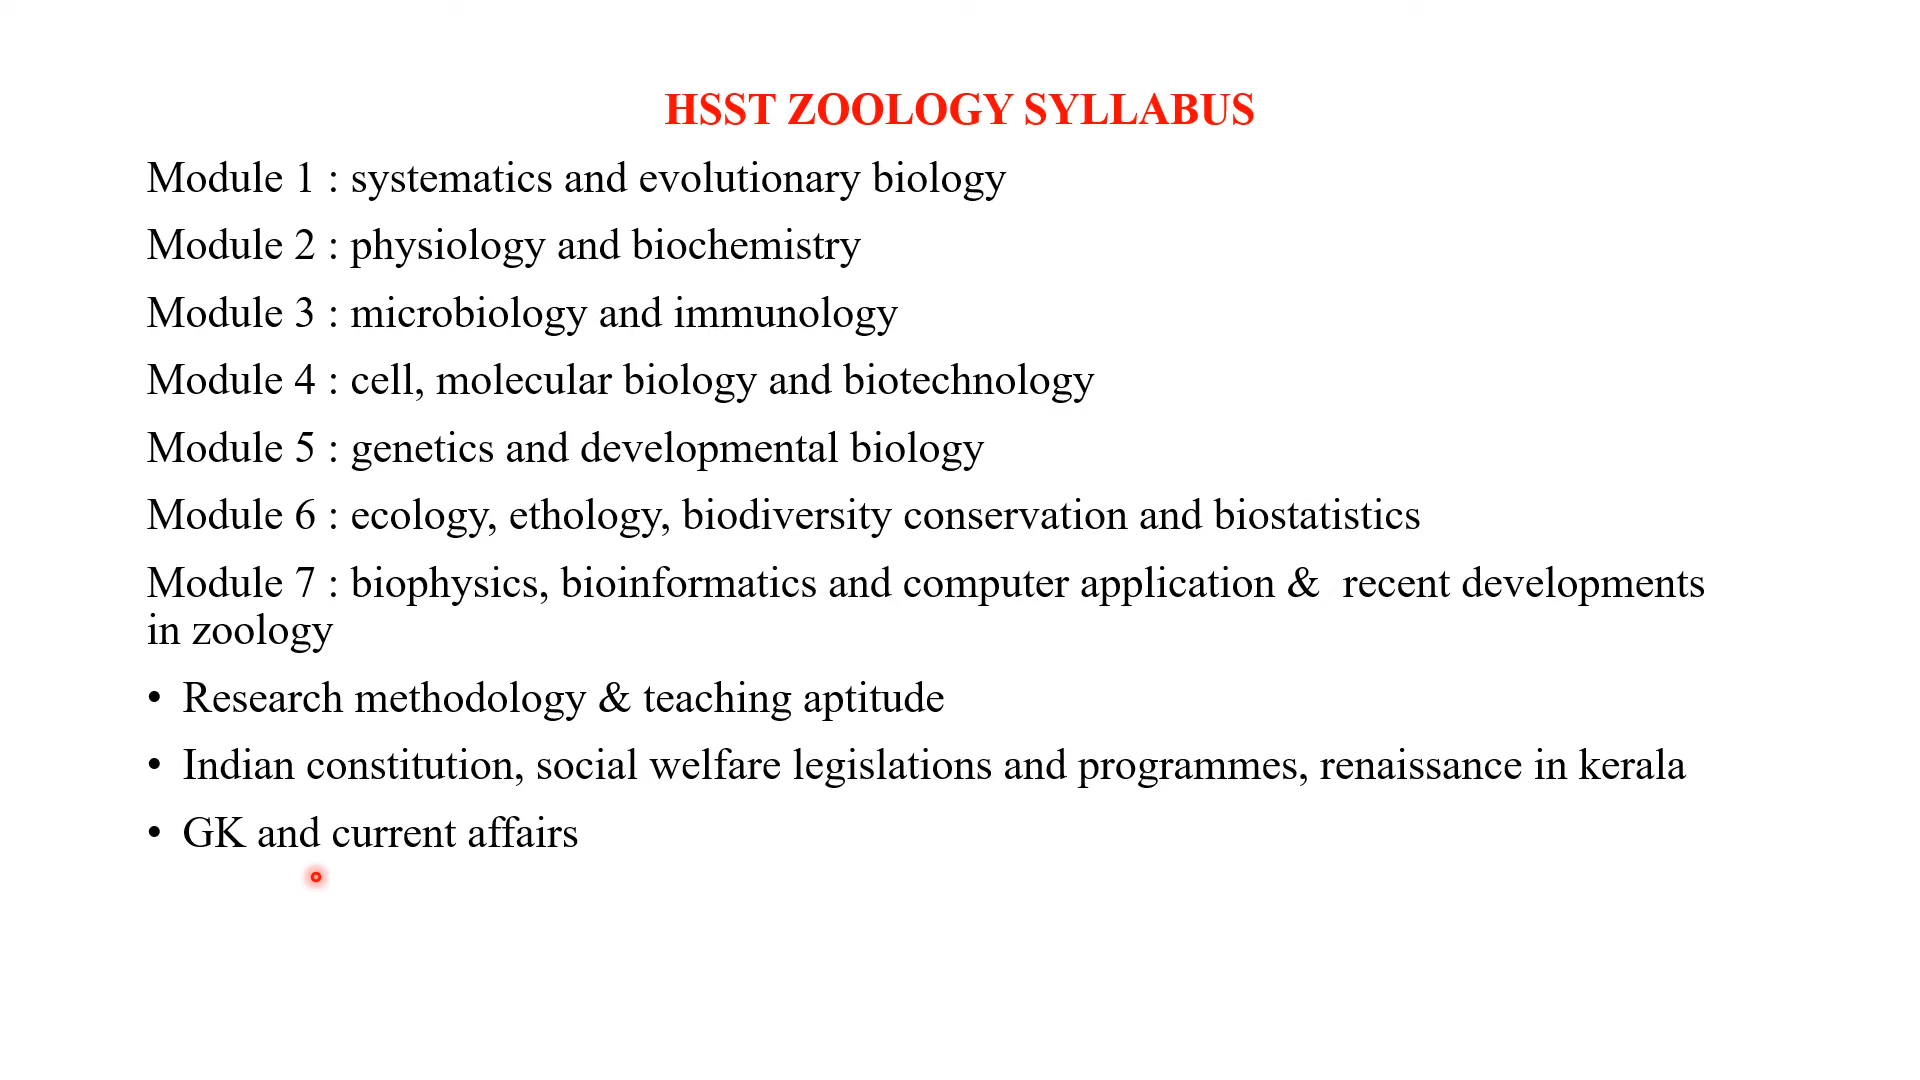 HSST ZOOLOGY SYLLABUS
Module 1 : systematics and evolutionary biology
Module 2 : physiology and biochemistry
Module 3 : microbiology and immunology
Module 4 : cell, molecular biology and biotechnology
Module 5 : genetics and developmental biology
Module 6 : ecology, ethology, biodiversity conservation and biostatistics
Module 7 : biophysics, bioinformatics and computer application &  recent developments
in zoology
• Research methodology & teaching aptitude
• Indian constitution, social welfare legislations and programmes, renaissance in kerala
• GK and current affairs